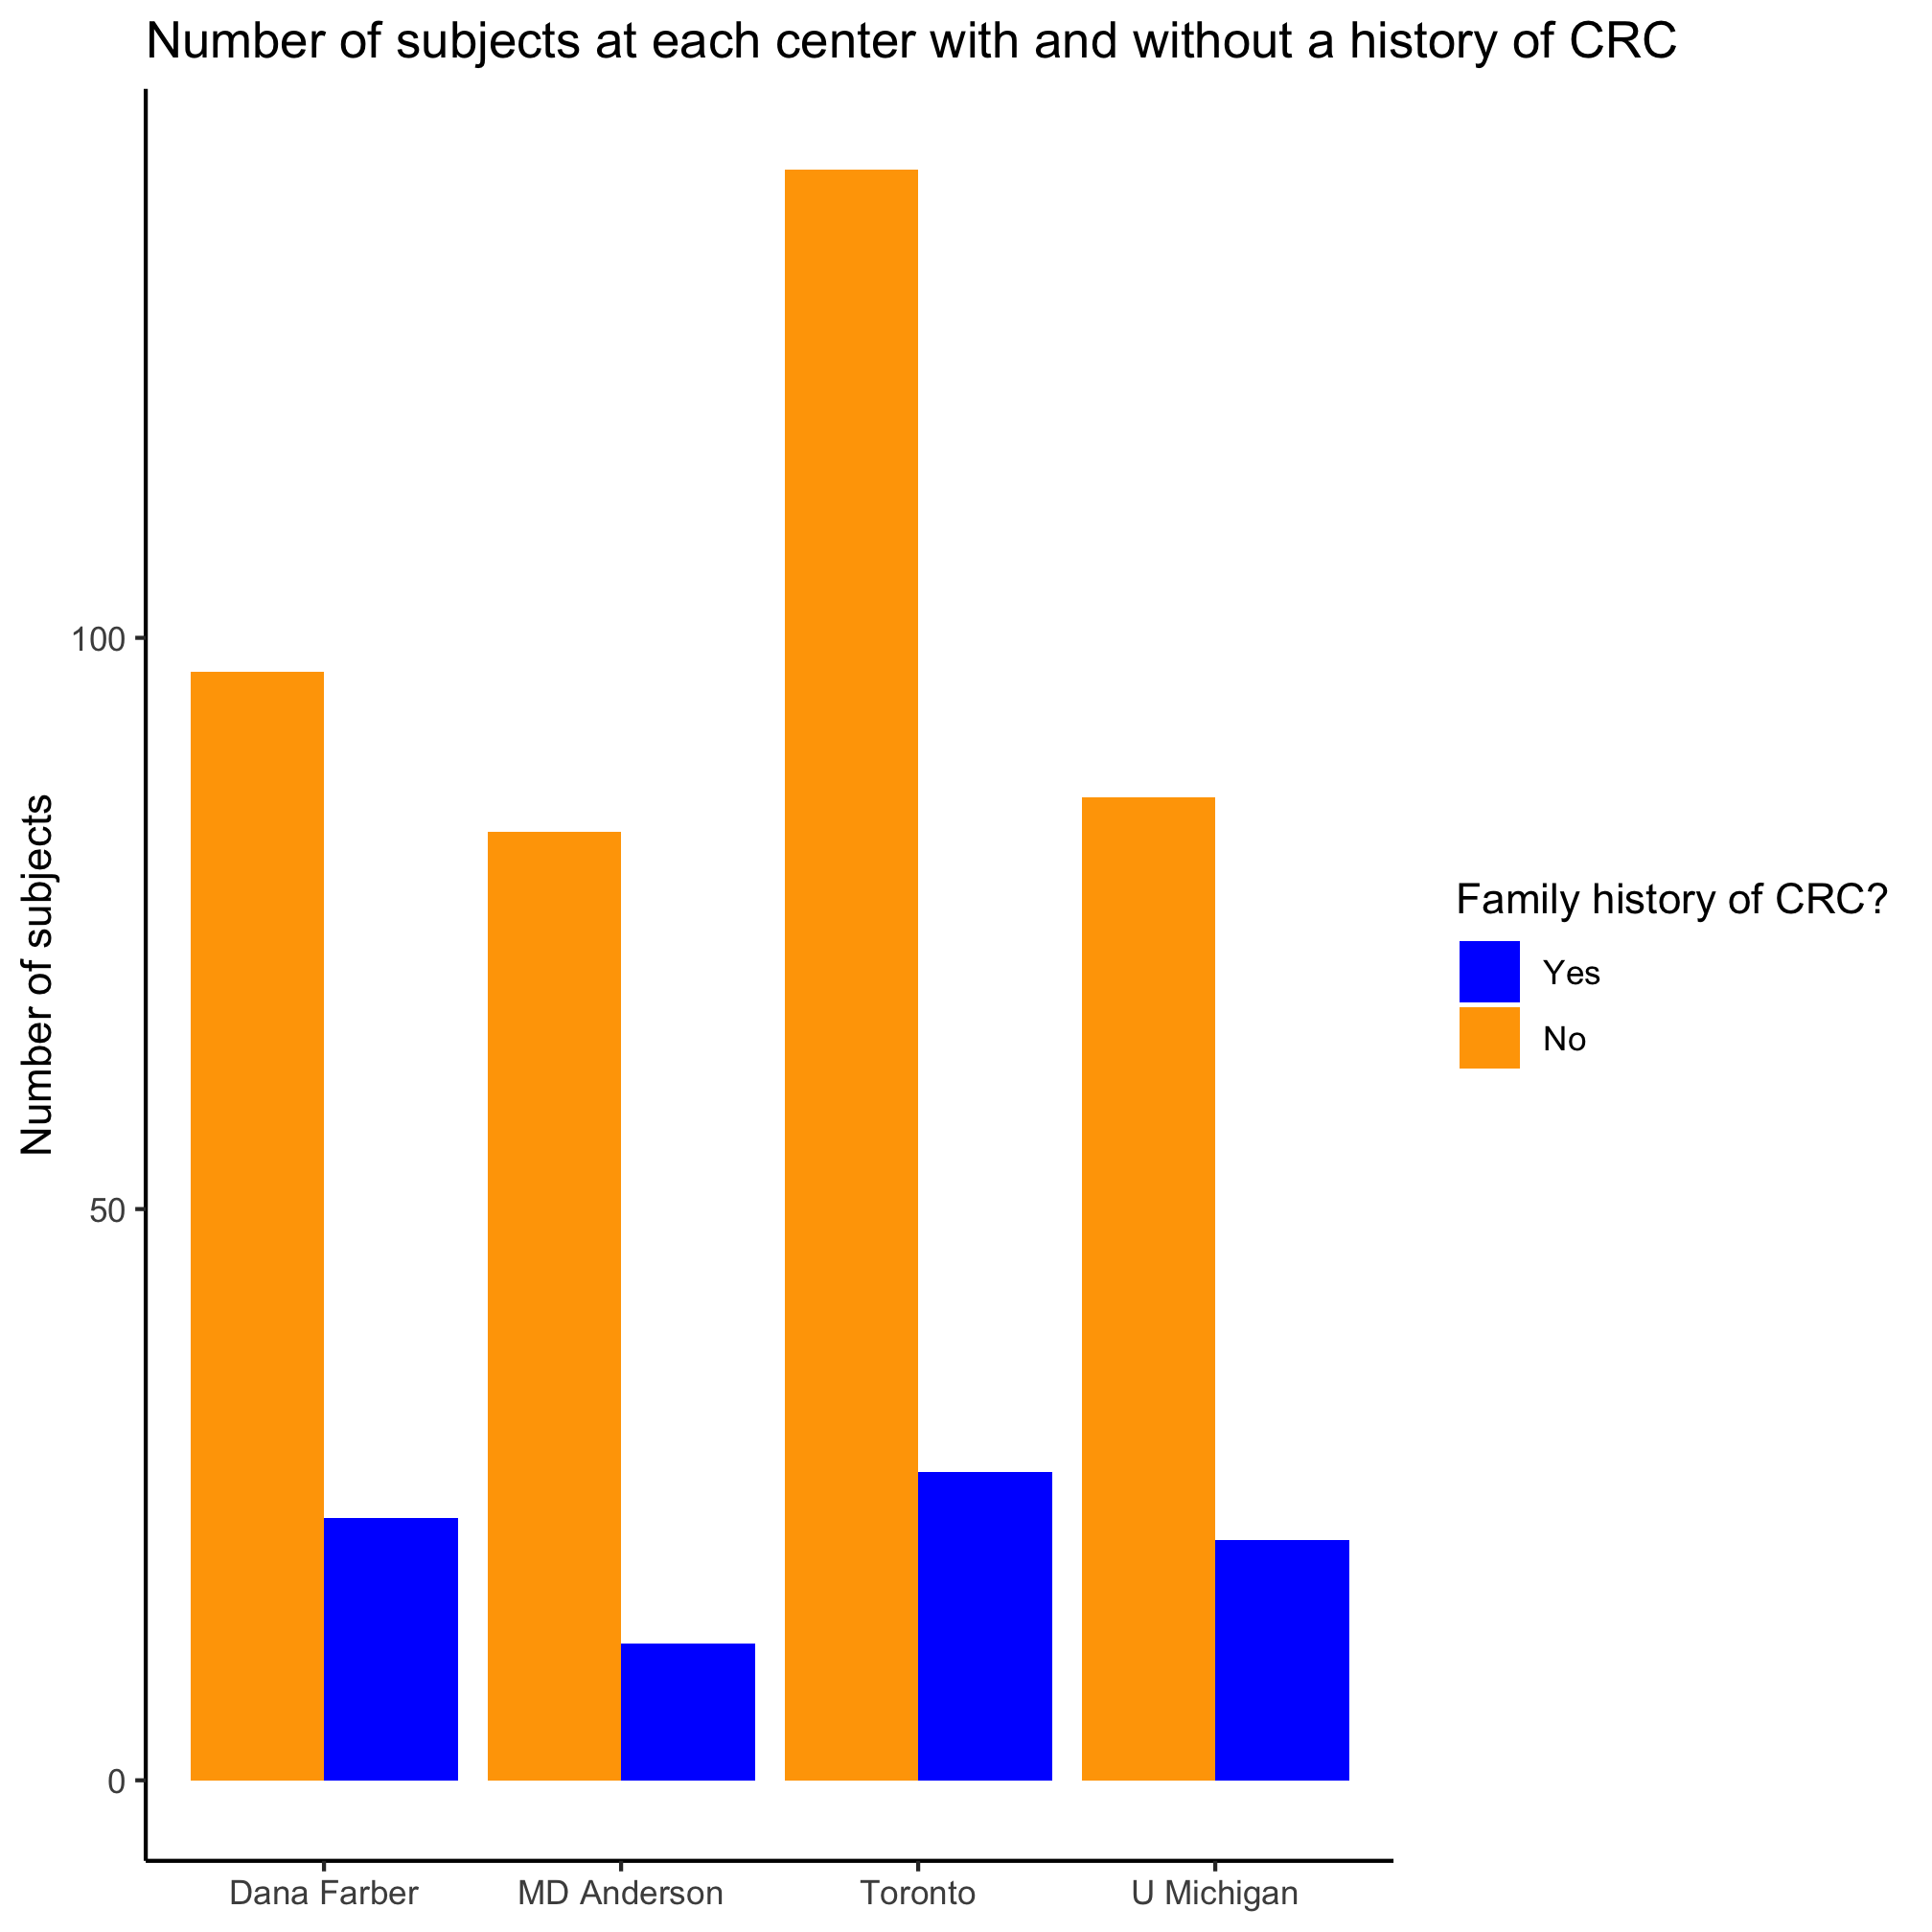 Number of subjects at each center with and without a history of CRC
Number of subjects
100
50
0
Dana Farber
MD Anderson
Toronto
U Michigan
Family history of CRC?
Yes
No